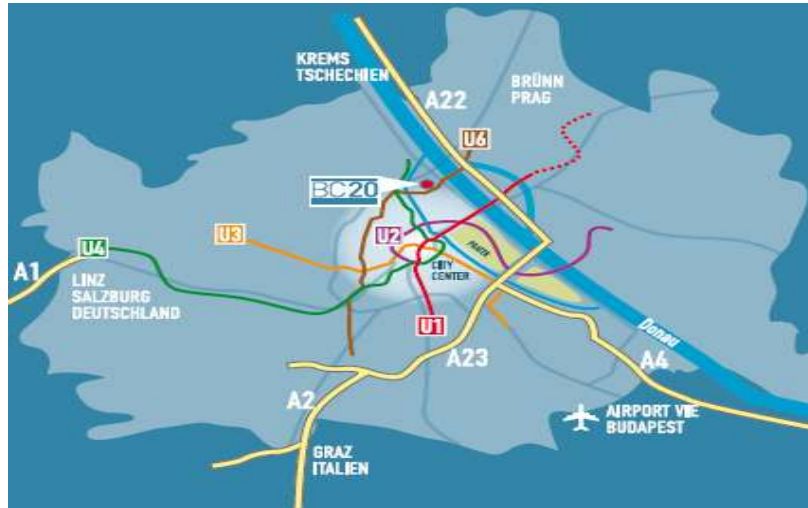 KREMS
TSCHECHIEN
A22
BRÜNN
PRAG
U6
BC20
U3
U2
U4
PRATER
CITY
CENTER
A1
LINZ
SALZBURG
DEUTSCHLAND
U1
Donau
A23
A4
A2
AIRPORT VIE
BUDAPEST
GRAZ
ITALIEN